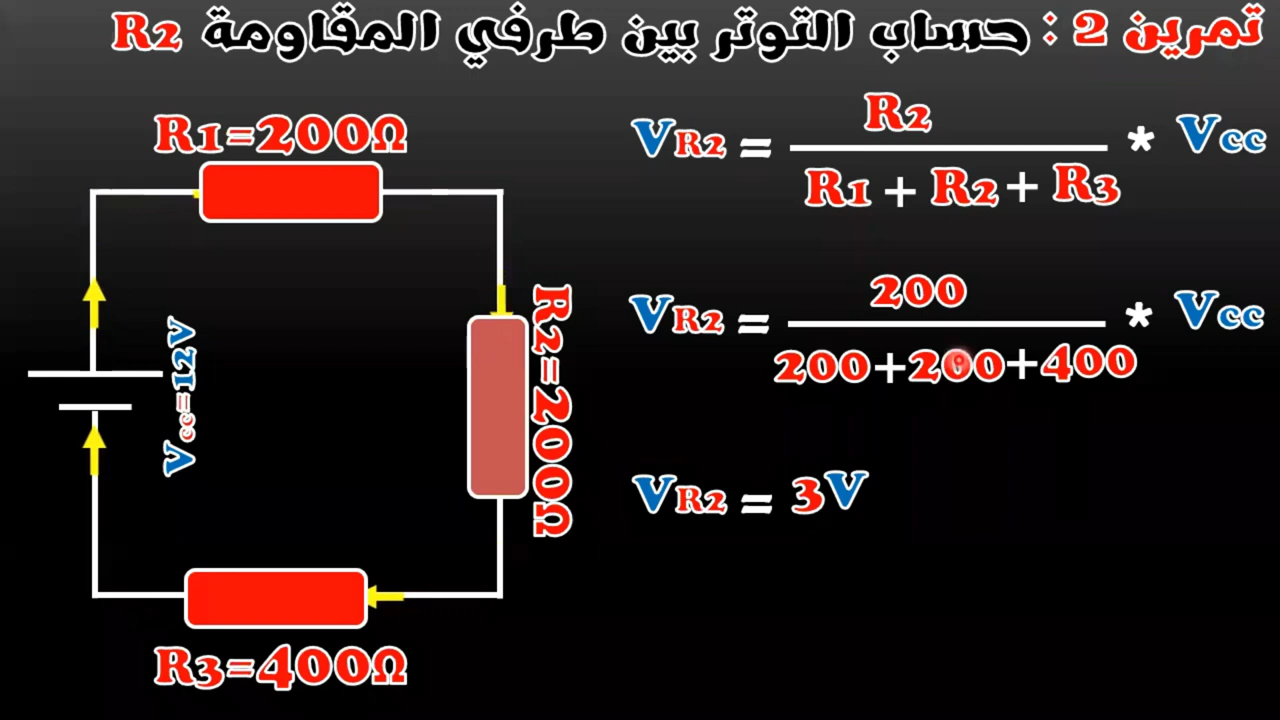 تمرين 2 : حساب التوتر بين طرفي المقاومة R2
R1=200Ω
R2=200Ω
Vcc=12V
R3=400Ω
VR2 = R2 / R1 + R2 + R3 * Vcc
VR2 = 200 / 200+200+400 * Vcc
VR2 = 3V